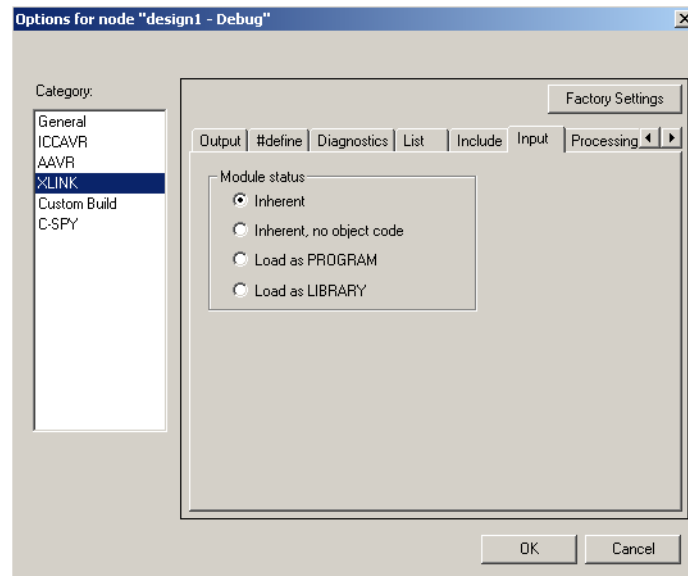 Options for node "design1 - Debug"
Category:
General
ICCAVR
AAVR
XLINK
Custom Build
C-SPY
Factory Settings
Output #define Diagnostics List Include Input Processing
Module status
Inherent
Inherent, no object code
Load as PROGRAM
Load as LIBRARY
OK Cancel